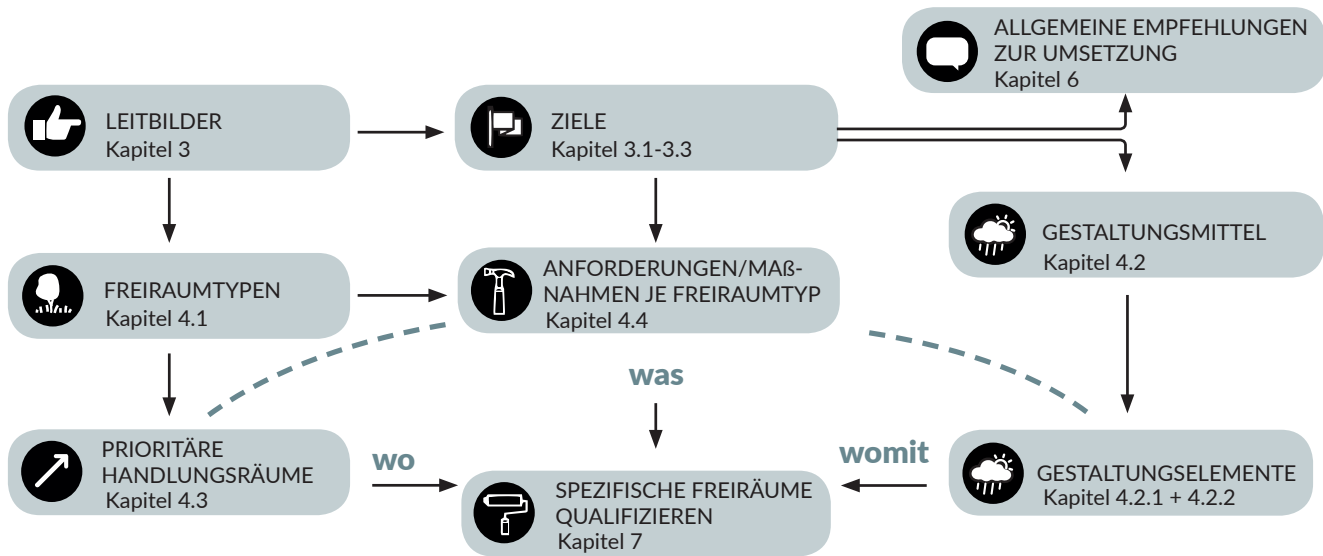 ALLGEMEINE EMPFEHLUNGEN
ZUR UMSETZUNG
Kapitel 6
LEITBILDER
Kapitel 3
ZIELE
Kapitel 3.1-3.3
GESTALTUNGSMITTEL
Kapitel 4.2
FREIRAUMTYPEN
Kapitel 4.1
ANFORDERUNGEN/MAß-
NAHMEN JE FREIRAUMTYP
Kapitel 4.4
was
PRIORITÄRE
HANDLUNGSRÄUME
Kapitel 4.3
wo
SPEZIFISCHE FREIRÄUME
QUALIFIZIEREN
Kapitel 7
womit
GESTALTUNGSELEMENTE
Kapitel 4.2.1 + 4.2.2